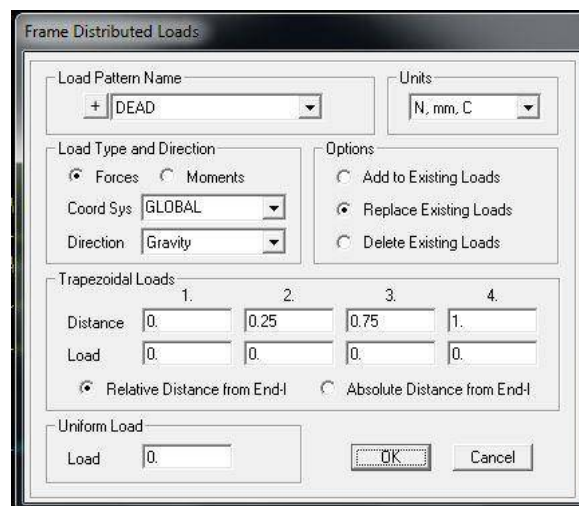 Frame Distributed Loads
Load Pattern Name
+ DEAD
Units
N, mm, C
Load Type and Direction
Forces Moments
Coord Sys GLOBAL
Direction Gravity
Options
Add to Existing Loads
Replace Existing Loads
Delete Existing Loads
Trapezoidal Loads
1. 2. 3. 4.
Distance 0. 0.25 0.75 1.
Load 0. 0. 0. 0.
Relative Distance from End-I Absolute Distance from End-I
Uniform Load
Load 0.
OK Cancel